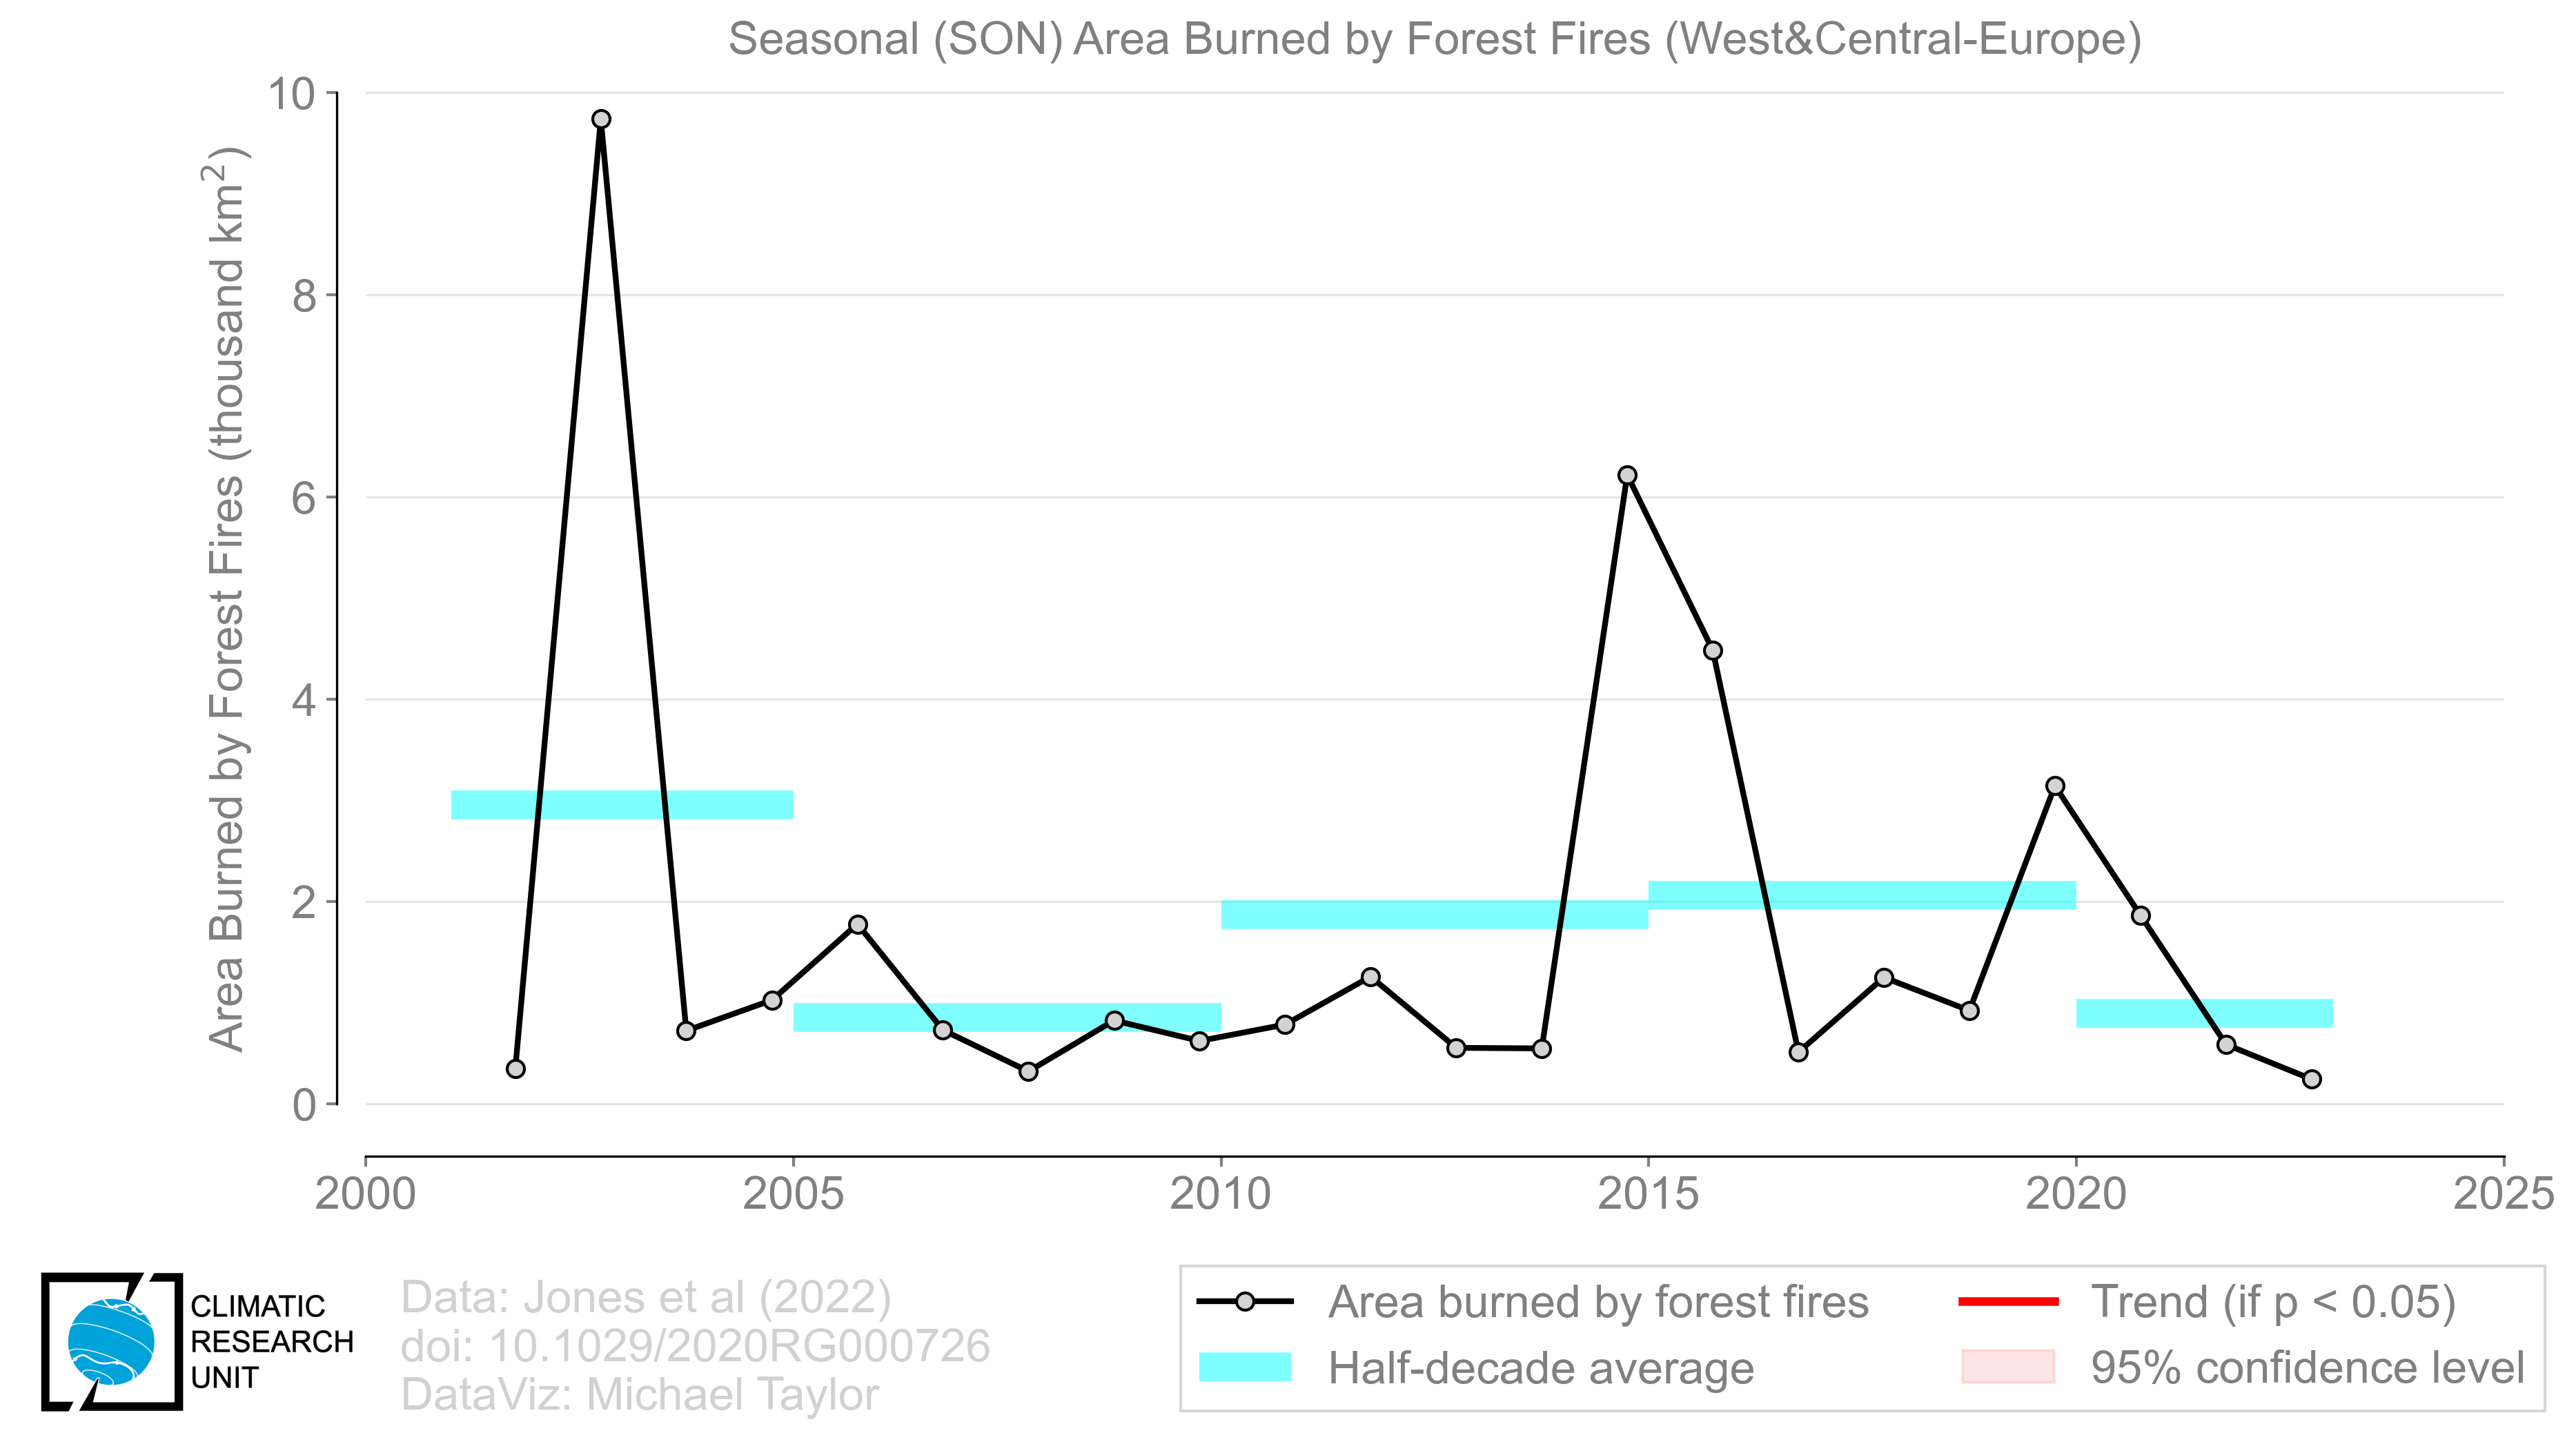 Seasonal (SON) Area Burned by Forest Fires (West&Central-Europe)
Area Burned by Forest Fires (thousand km²)
10
8
6
4
2
0
2000 2005 2010 2015 2020 2025
CLIMATIC
RESEARCH
UNIT
Data: Jones et al (2022)
doi: 10.1029/2020RG000726
DataViz: Michael Taylor
Area burned by forest fires
Half-decade average
Trend (if p < 0.05)
95% confidence level